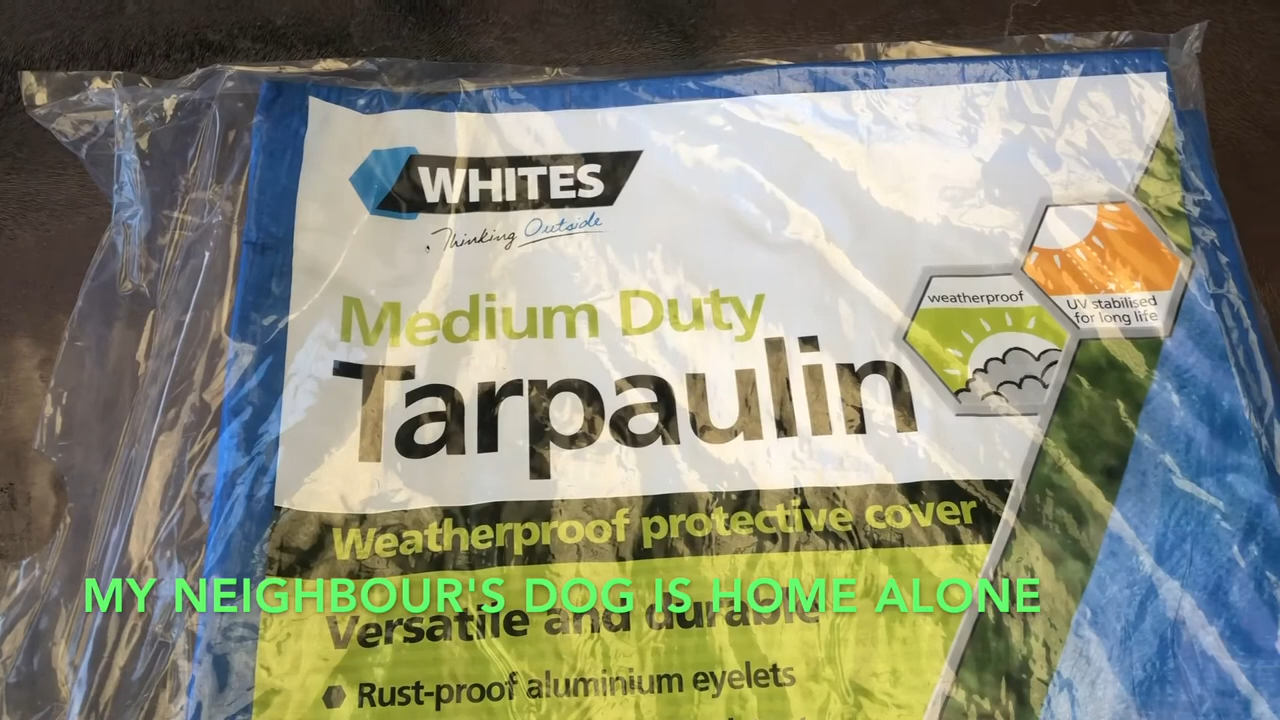 WHITES
Thinking Outside
Medium Duty
Tarpaulin
weatherproof
UV stabilised
for long life
Weatherproof protective cover
MY NEIGHBOUR'S DOG IS HOME ALONE
Versatile and durable
Rust-proof aluminium eyelets